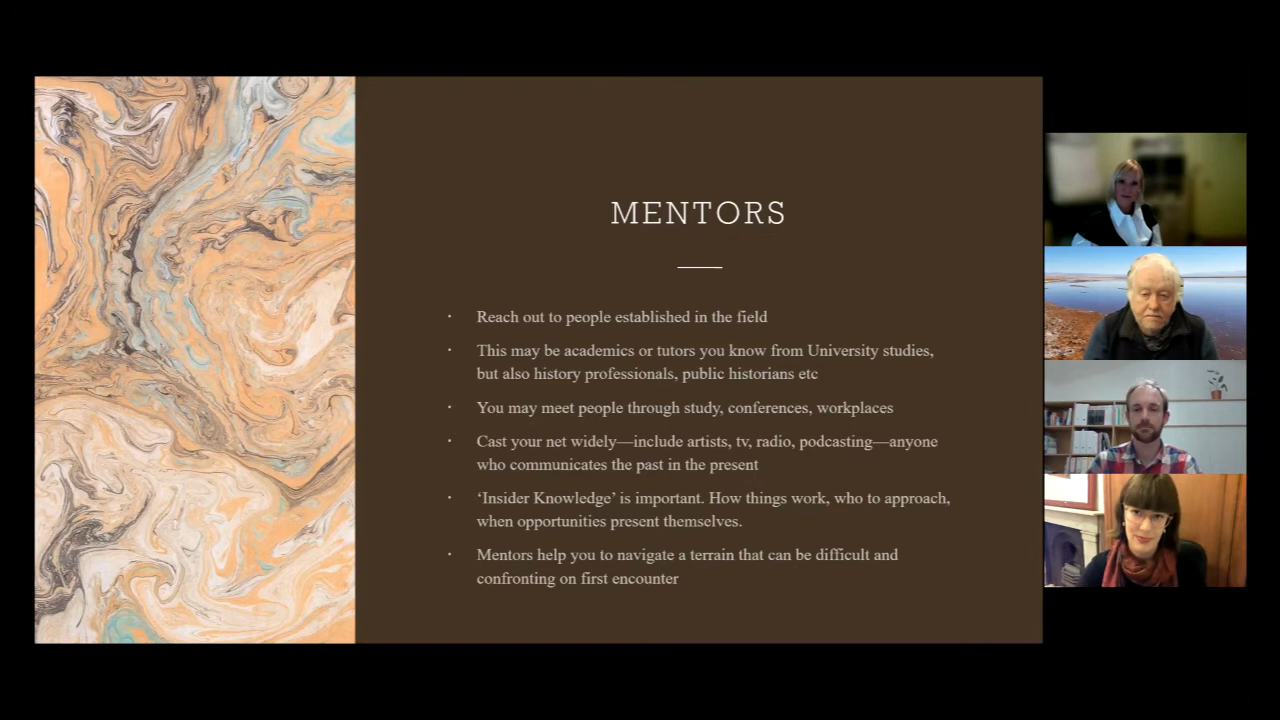 MENTORS
· Reach out to people established in the field
· This may be academics or tutors you know from University studies,
but also history professionals, public historians etc
· You may meet people through study, conferences, workplaces
· Cast your net widely—include artists, tv, radio, podcasting—anyone
who communicates the past in the present
· ‘Insider Knowledge’ is important. How things work, who to approach,
when opportunities present themselves.
· Mentors help you to navigate a terrain that can be difficult and
confronting on first encounter